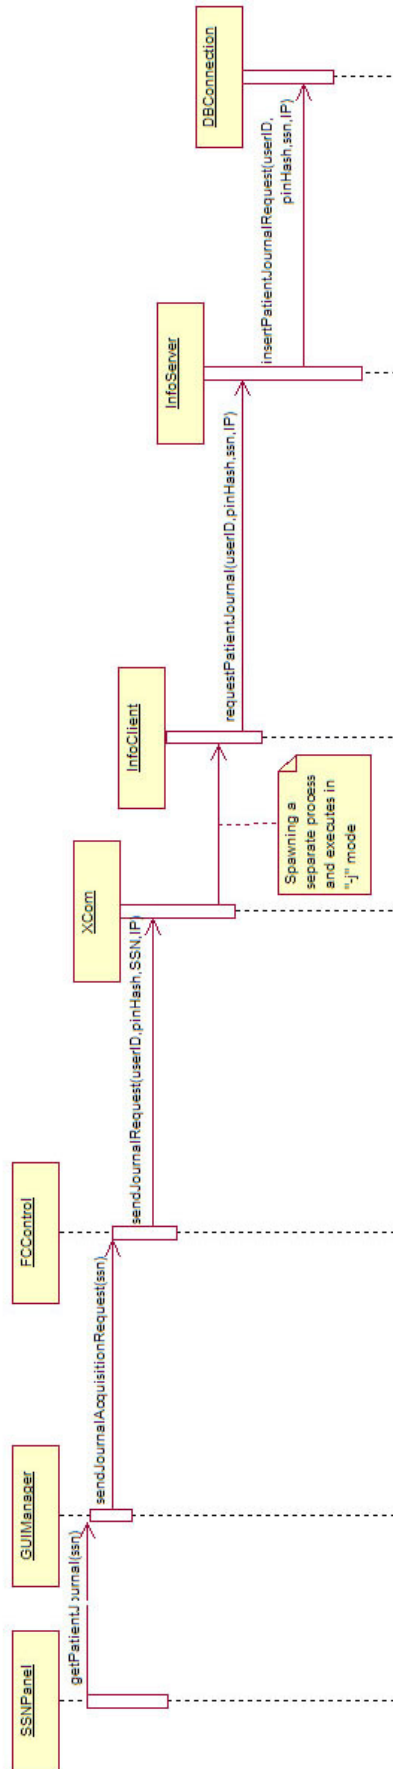 SSNPanel
GUIManager
FCControl
XCom
InfoClient
InfoServer
DBConnection
getPatientJournal(ssn)
sendJournalAcquisitionRequest(ssn)
sendJournalRequest(userID,pinHash,SSN,IP)
Spawning a
separate process
and executes in
"-j" mode
requestPatientJournal(userID,pinHash,ssn,IP)
insertPatientJournalRequest(userID,
pinHash,ssn,IP)